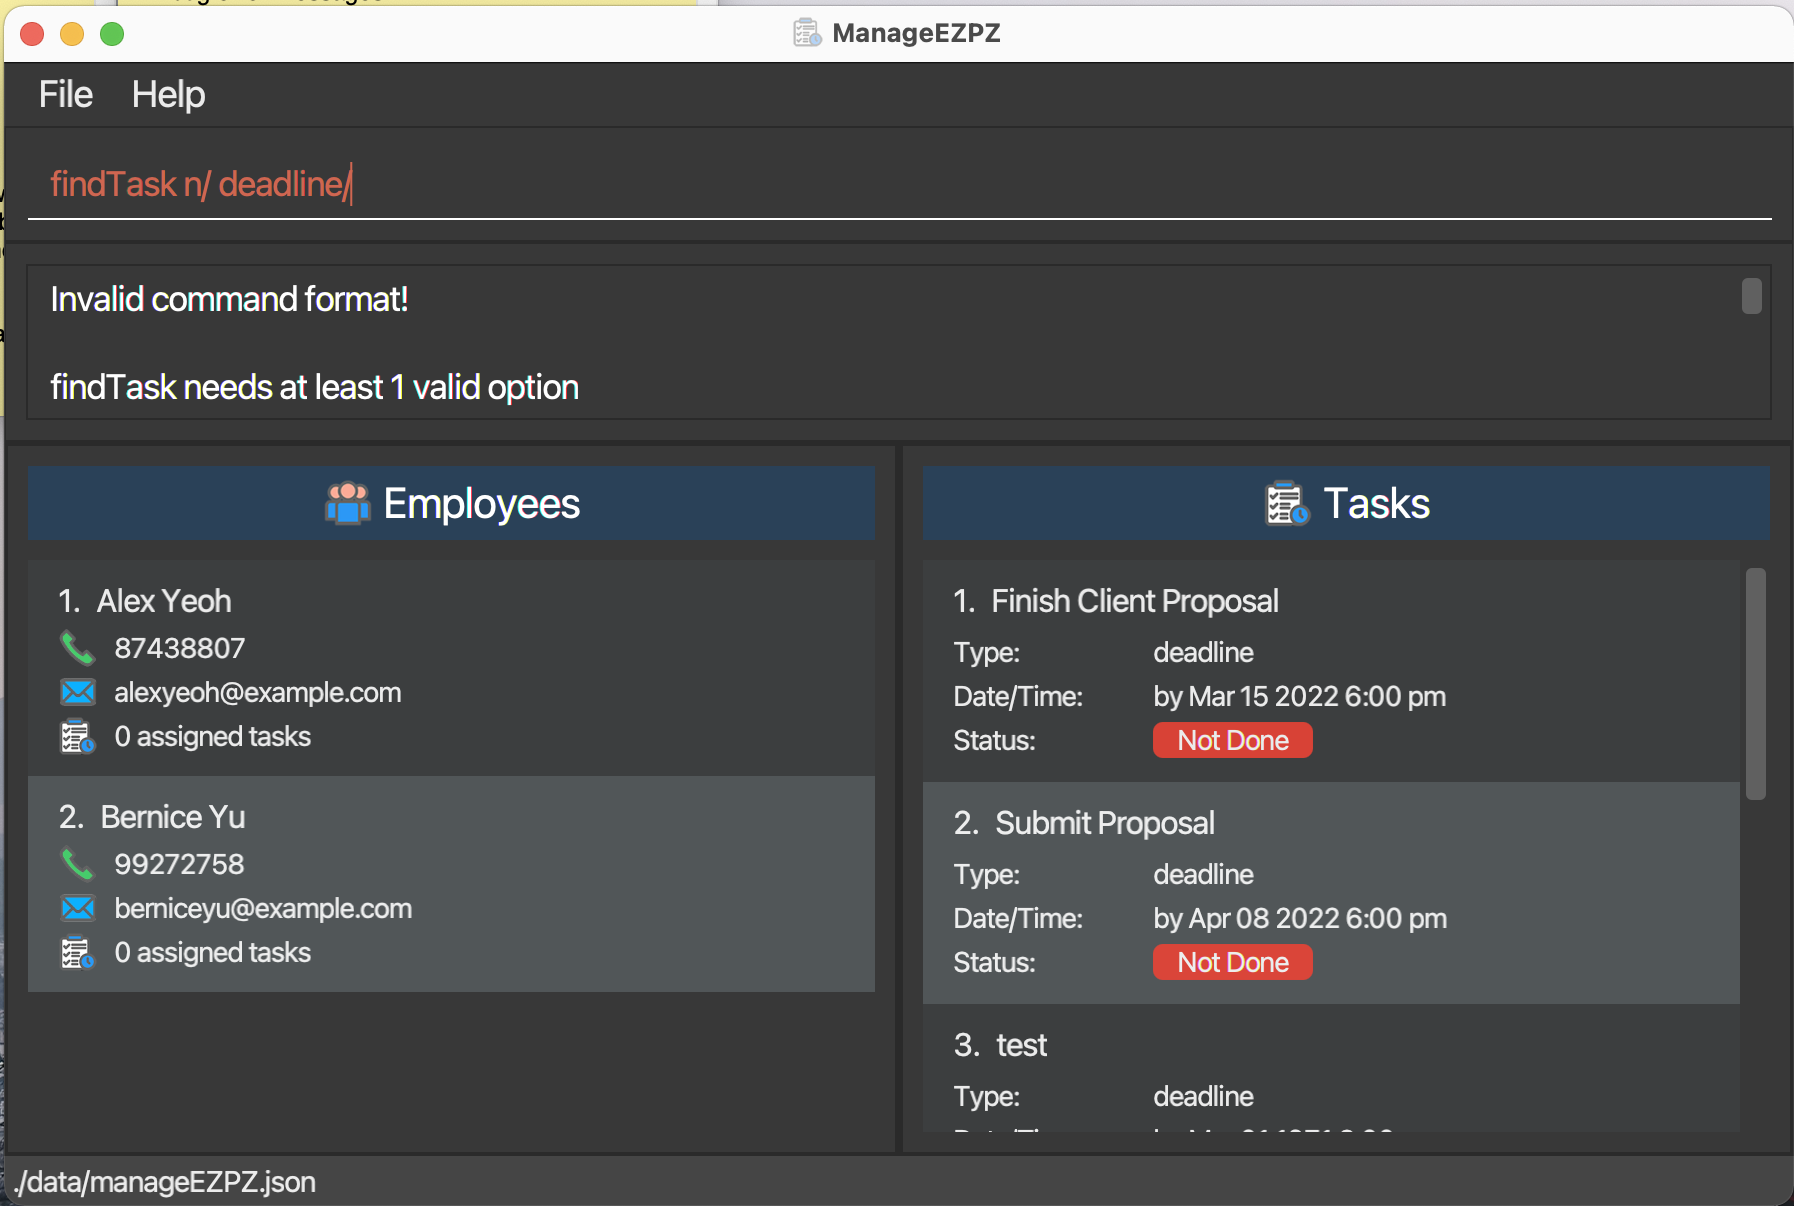 ManageEZPZ
File Help
findTask n/ deadline/
Invalid command format!
findTask needs at least 1 valid option
Employees
1. Alex Yeoh
87438807
alexyeoh@example.com
0 assigned tasks
2. Bernice Yu
99272758
berniceyu@example.com
0 assigned tasks
Tasks
1. Finish Client Proposal
Type: deadline
Date/Time: by Mar 15 2022 6:00 pm
Status: Not Done
2. Submit Proposal
Type: deadline
Date/Time: by Apr 08 2022 6:00 pm
Status: Not Done
3. test
Type: deadline
./data/manageEZPZ.json